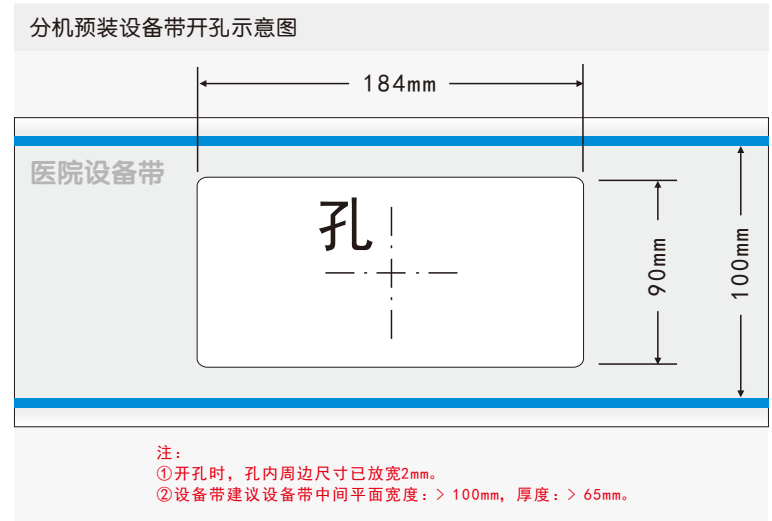 分机预装设备带开孔示意图
184mm
医院设备带
孔
90mm
100mm
注：
①开孔时，孔内周边尺寸已放宽2mm。
②设备带建议设备带中间平面宽度：> 100mm，厚度：> 65mm。